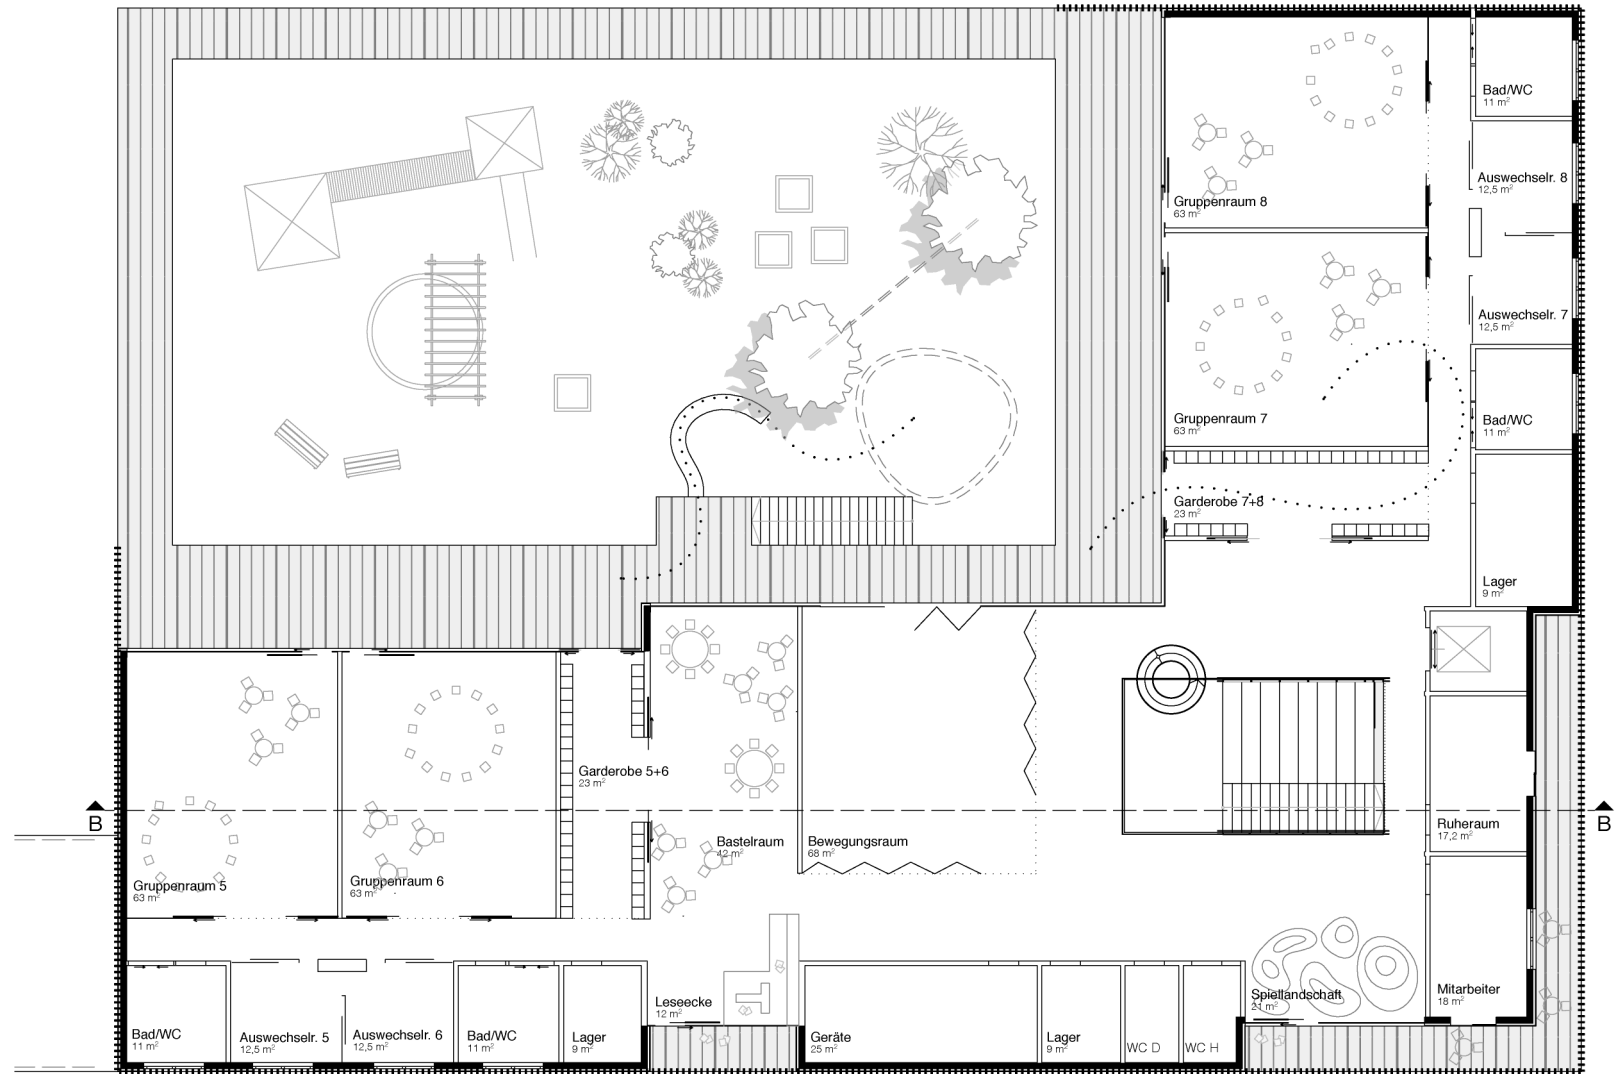 Bad/WC
11 m²
Auswechselr. 8
12,5 m²
Gruppenraum 8
63 m²
Auswechselr. 7
12,5 m²
Gruppenraum 7
63 m²
Bad/WC
11 m²
Garderobe 7+8
23 m²
Lager
9 m²
Garderobe 5+6
23 m²
B
B
Ruheraum
17,2 m²
Bastelraum
42 m²
Bewegungsraum
68 m²
Gruppenraum 5
63 m²
Gruppenraum 6
63 m²
Leseecke
12 m²
Spiellandschaft
21 m²
Mitarbeiter
18 m²
Bad/WC
11 m²
Auswechselr. 5
12,5 m²
Auswechselr. 6
12,5 m²
Bad/WC
11 m²
Lager
9 m²
Geräte
25 m²
Lager
9 m²
WC D
WC H